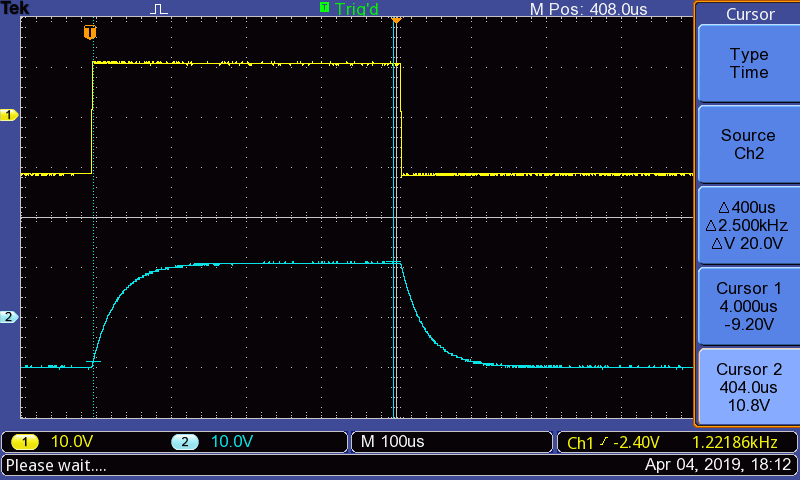 Tek T Trig'd M Pos: 408.0us Cursor
T
Type
Time
1
Source
Ch2
△400us
△2.500kHz
△V 20.0V
Cursor 1
4.000us
-9.20V
2
Cursor 2
404.0us
10.8V
1 10.0V 2 10.0V M 100us Ch1 -2.40V 1.22186kHz
Please wait.... Apr 04, 2019, 18:12